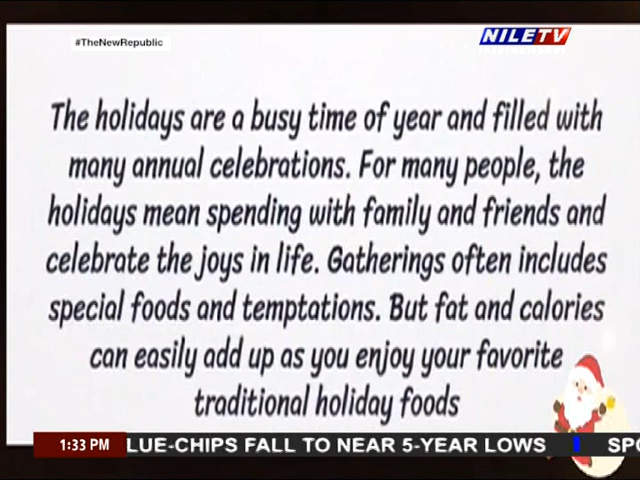 #TheNewRepublic
NILETV
The holidays are a busy time of year and filled with
many annual celebrations. For many people, the
holidays mean spending with family and friends and
celebrate the joys in life. Gatherings often includes
special foods and temptations. But fat and calories
can easily add up as you enjoy your favorite
traditional holiday foods
1:33 PM LUE-CHIPS FALL TO NEAR 5-YEAR LOWS SPO